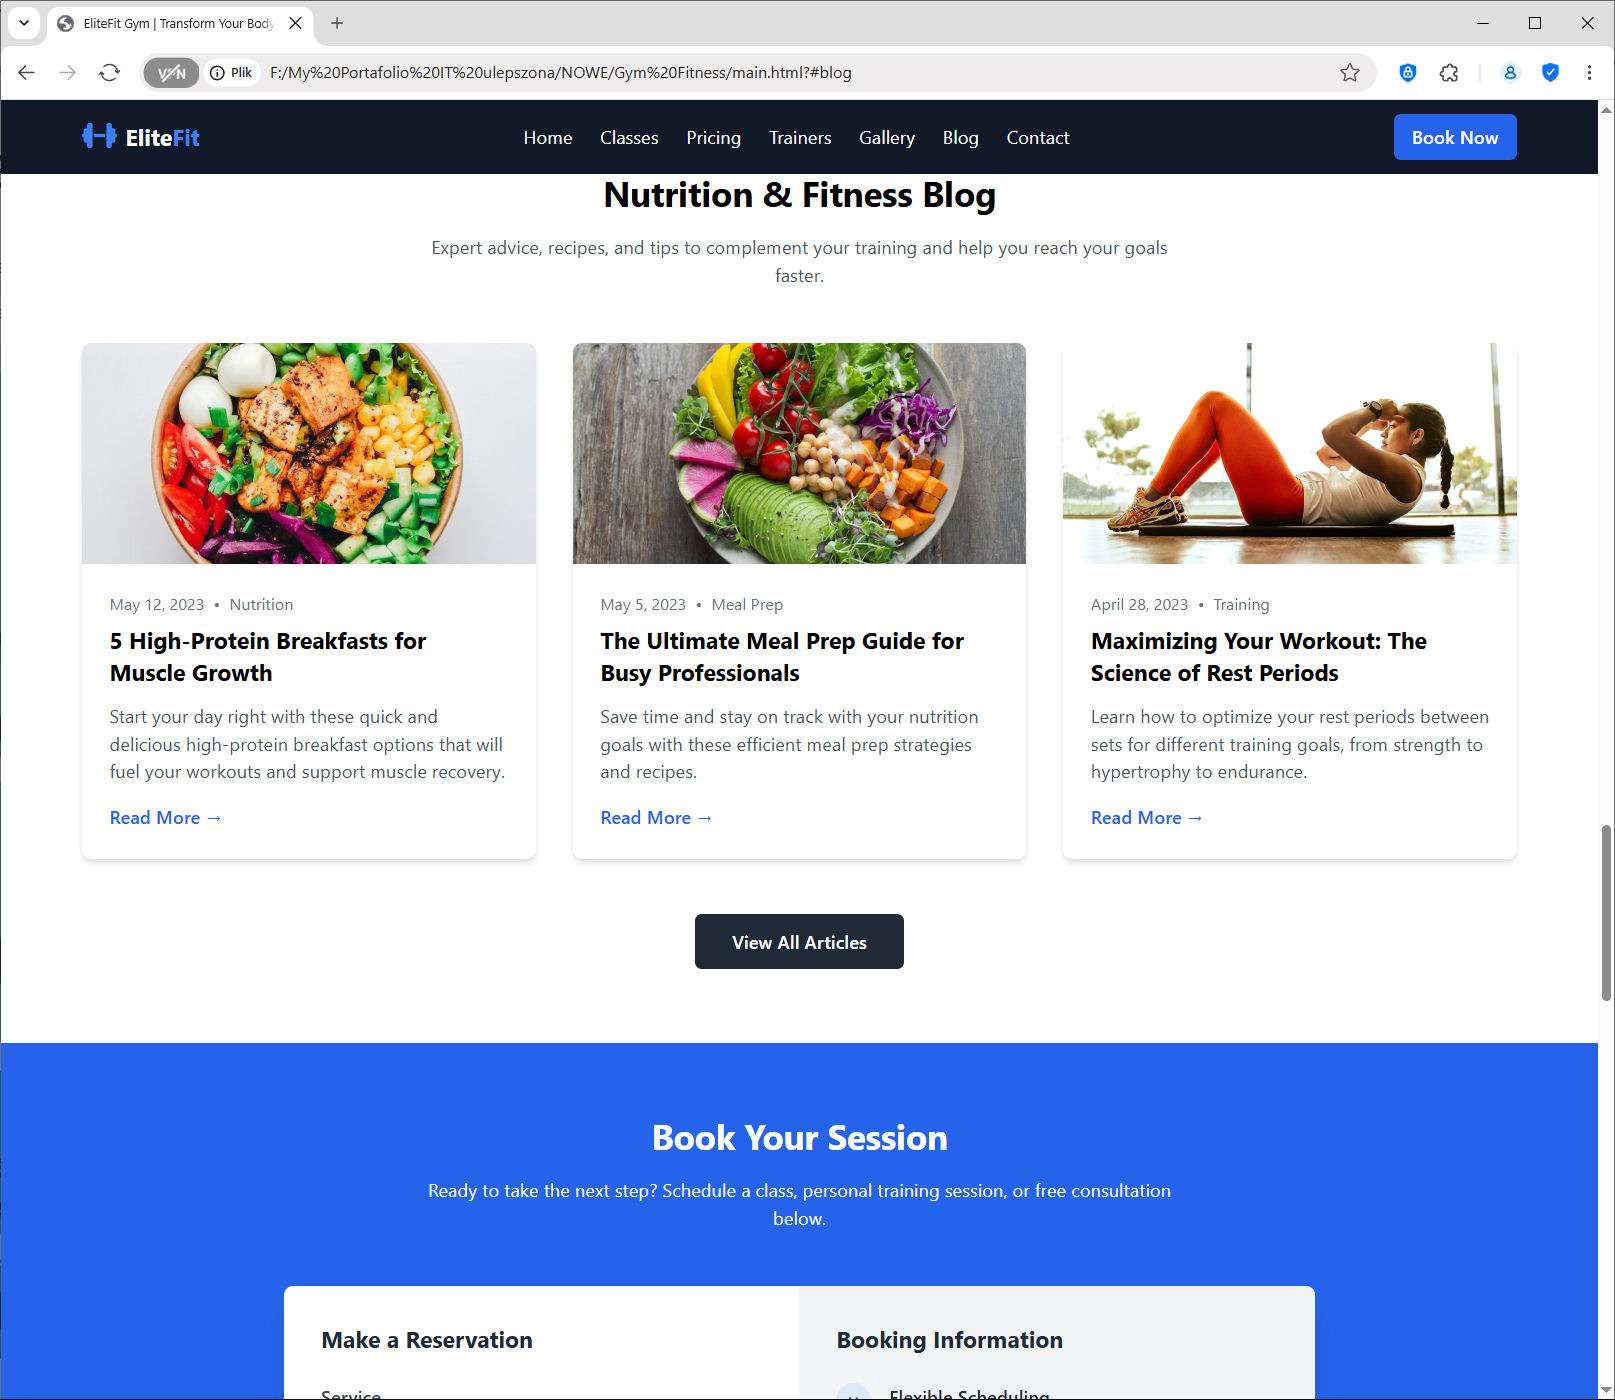 EliteFit Gym | Transform Your Body
VPN
Plik
F:/My%20Portafolio%20IT%20ulepszona/NOWE/Gym%20Fitness/main.html?#blog
EliteFit
Home Classes Pricing Trainers Gallery Blog Contact
Book Now
Nutrition & Fitness Blog
Expert advice, recipes, and tips to complement your training and help you reach your goals
faster.
May 12, 2023 • Nutrition
5 High-Protein Breakfasts for
Muscle Growth
Start your day right with these quick and
delicious high-protein breakfast options that will
fuel your workouts and support muscle recovery.
Read More →
May 5, 2023 • Meal Prep
The Ultimate Meal Prep Guide for
Busy Professionals
Save time and stay on track with your nutrition
goals with these efficient meal prep strategies
and recipes.
Read More →
April 28, 2023 • Training
Maximizing Your Workout: The
Science of Rest Periods
Learn how to optimize your rest periods between
sets for different training goals, from strength to
hypertrophy to endurance.
Read More →
View All Articles
Book Your Session
Ready to take the next step? Schedule a class, personal training session, or free consultation
below.
Make a Reservation
Service
Booking Information
Flexible Scheduling